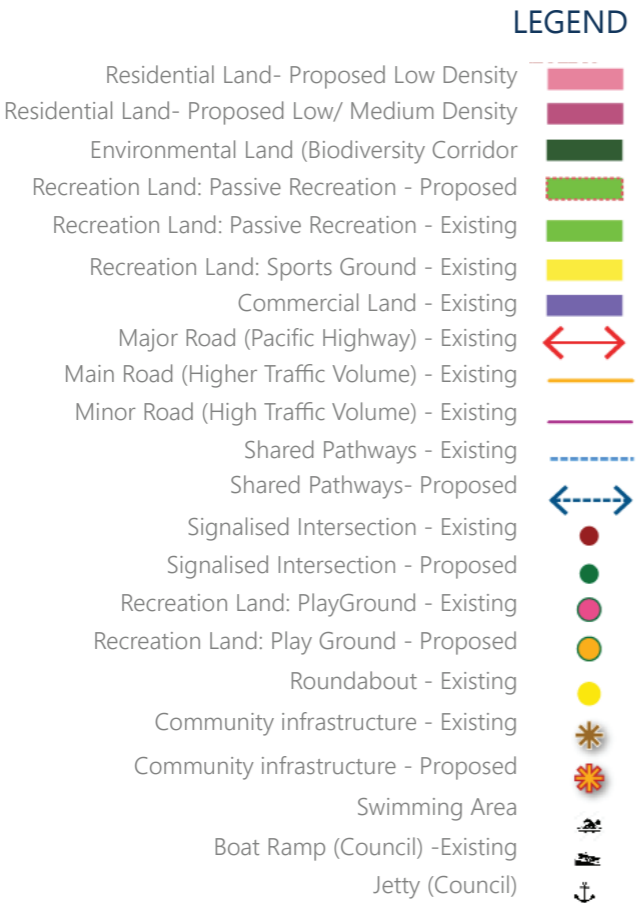 LEGEND
Residential Land- Proposed Low Density
Residential Land- Proposed Low/ Medium Density
Environmental Land (Biodiversity Corridor
Recreation Land: Passive Recreation - Proposed
Recreation Land: Passive Recreation - Existing
Recreation Land: Sports Ground - Existing
Commercial Land - Existing
Major Road (Pacific Highway) - Existing
Main Road (Higher Traffic Volume) - Existing
Minor Road (High Traffic Volume) - Existing
Shared Pathways - Existing
Shared Pathways- Proposed
Signalised Intersection - Existing
Signalised Intersection - Proposed
Recreation Land: PlayGround - Existing
Recreation Land: Play Ground - Proposed
Roundabout - Existing
Community infrastructure - Existing
Community infrastructure - Proposed
Swimming Area
Boat Ramp (Council) -Existing
Jetty (Council)